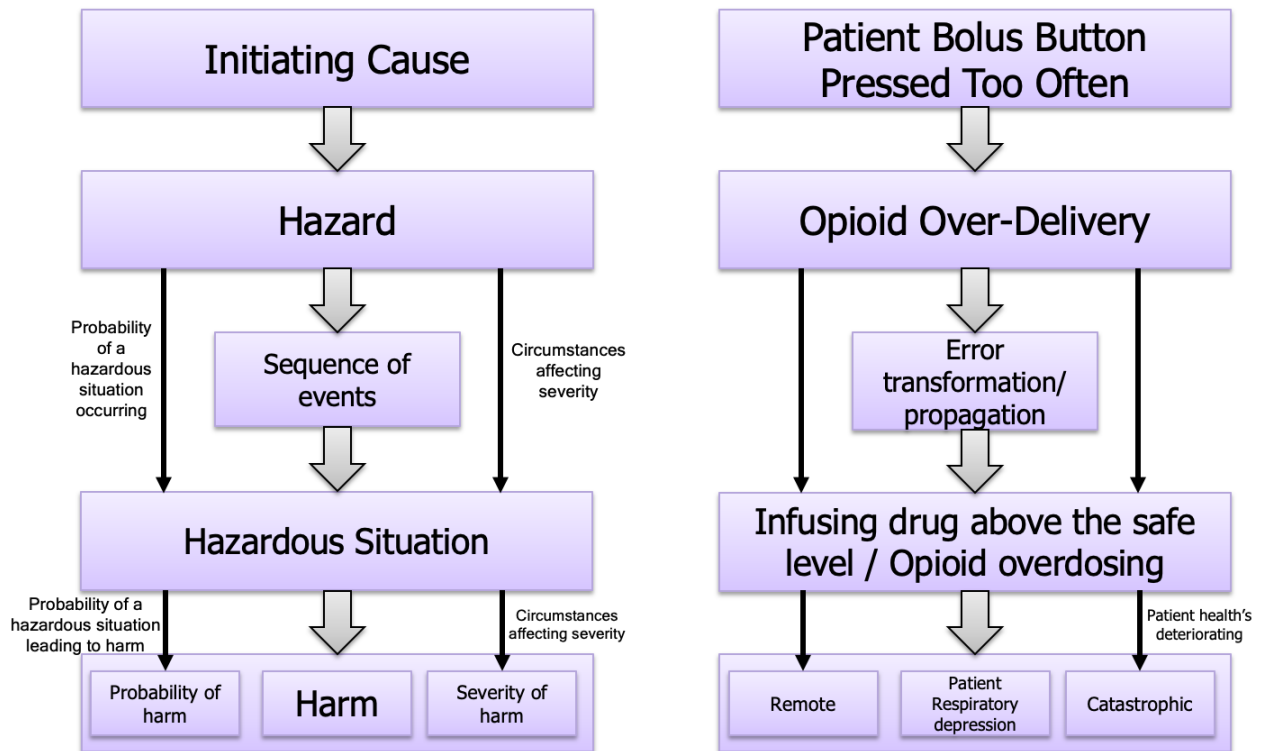 Initiating Cause
Hazard
Probability
of a
hazardous
situation
occurring
Sequence of
events
Circumstances
affecting
severity
Hazardous Situation
Probability of a
hazardous situation
leading to harm
Circumstances
affecting severity
Probability of
harm
Harm
Severity of
harm
Patient Bolus Button
Pressed Too Often
Opioid Over-Delivery
Error
transformation/
propagation
Infusing drug above the safe
level / Opioid overdosing
Patient health's
deteriorating
Remote
Patient
Respiratory
depression
Catastrophic